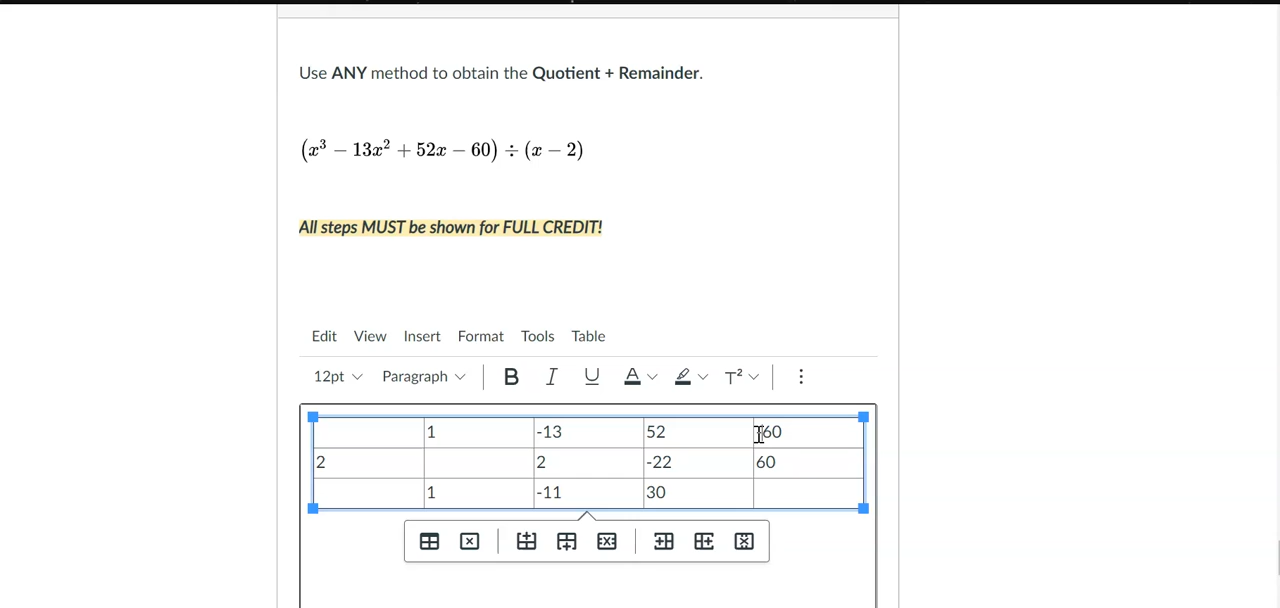 Use ANY method to obtain the Quotient + Remainder.
(x³ − 13x² + 52x − 60) ÷ (x − 2)
All steps MUST be shown for FULL CREDIT!
Edit View Insert Format Tools Table
12pt Paragraph B I U A T²
1 -13 52 60
2 2 -22 60
1 -11 30